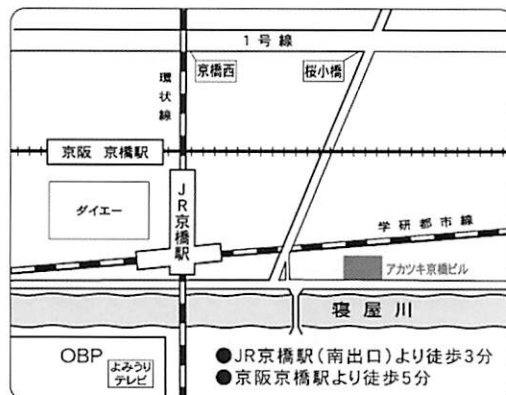 1号線
京橋西
桜小橋
環状線
京阪 京橋駅
JR京橋駅
ダイエー
学研都市線
アカツキ京橋ビル
寝屋川
OBP
よみうり
テレビ
●JR京橋駅(南出口)より徒歩3分
●京阪京橋駅より徒歩5分